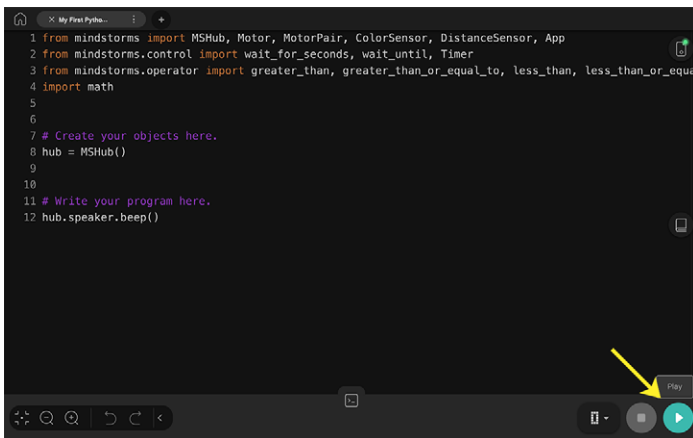 My First Pytho...
1 from mindstorms import MSHub, Motor, MotorPair, ColorSensor, DistanceSensor, App
2 from mindstorms.control import wait_for_seconds, wait_until, Timer
3 from mindstorms.operator import greater_than, greater_than_or_equal_to, less_than, less_than_or_equa
4 import math
5
6
7 # Create your objects here.
8 hub = MSHub()
9
10
11 # Write your program here.
12 hub.speaker.beep()
Play